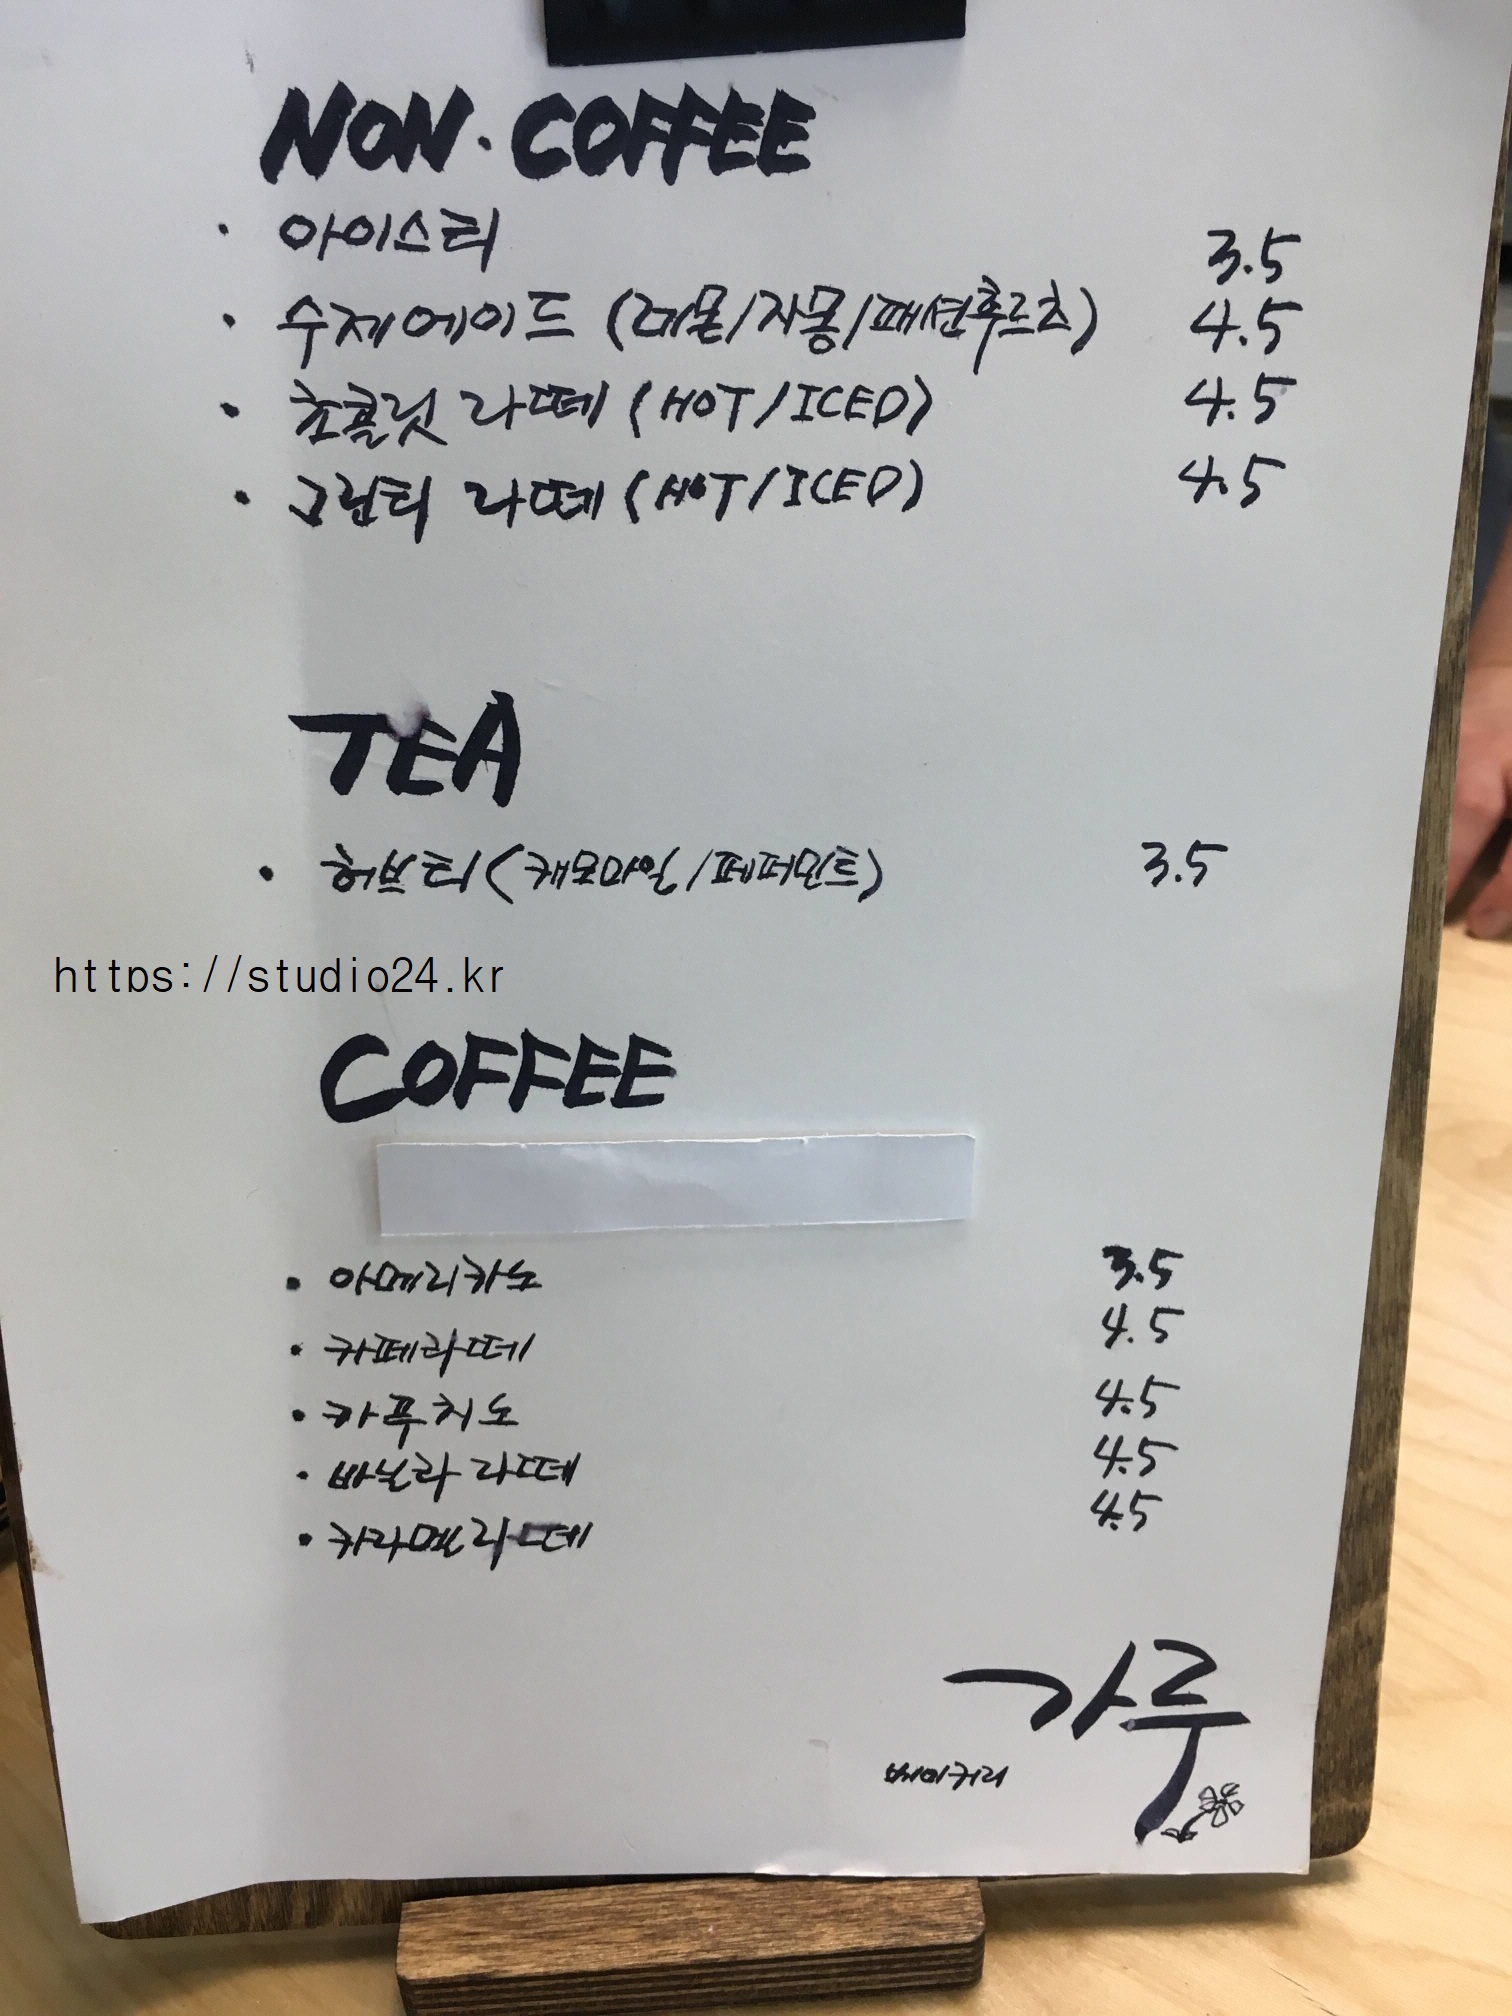 NON·COFFEE
· 아이스티 3.5
· 수제에이드 (레몬/자몽/패션후르츠) 4.5
· 초콜릿 라떼 (HOT/ICED) 4.5
· 그린티 라떼 (HOT/ICED) 4.5
TEA
· 허브티 (캐모마일/페퍼민트) 3.5
https://studio24.kr
COFFEE
· 아메리카노 3.5
· 카페라떼 4.5
· 카푸치노 4.5
· 바닐라 라떼 4.5
· 카라멜라떼 4.5
가루
베이커리